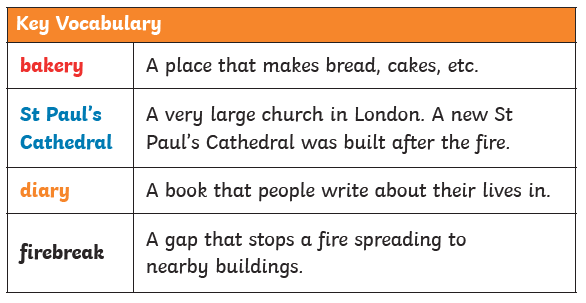 Key Vocabulary
bakery
A place that makes bread, cakes, etc.
St Paul's
Cathedral
A very large church in London. A new St
Paul's Cathedral was built after the fire.
diary
A book that people write about their lives in.
firebreak
A gap that stops a fire spreading to
nearby buildings.